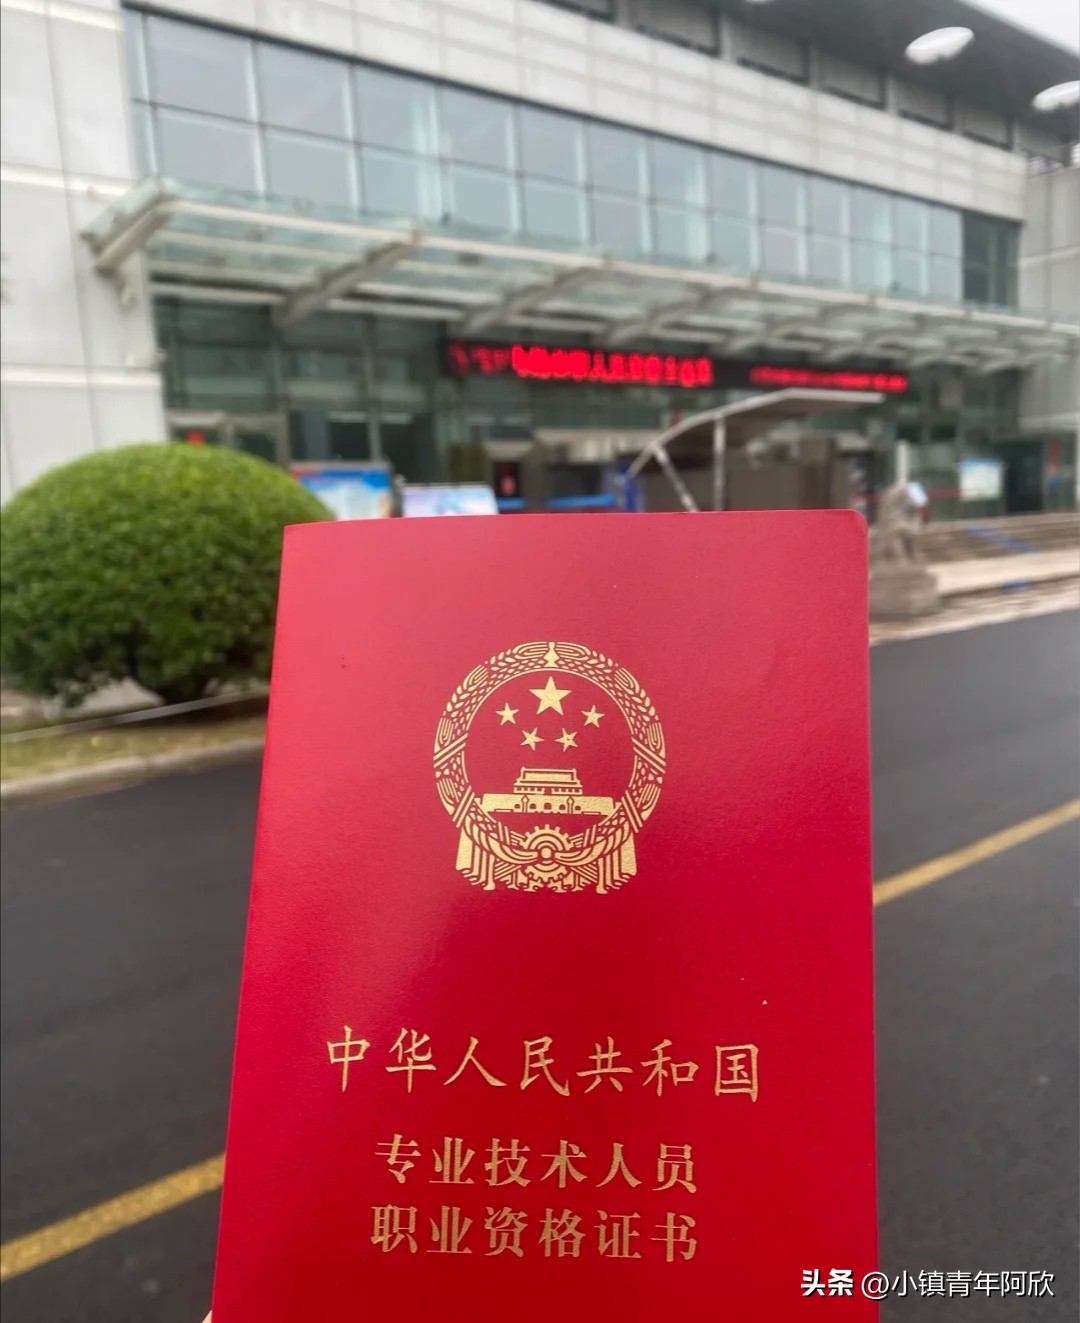 中华人民共和国
专业技术人员
职业资格证书
头条 @小镇青年阿欣